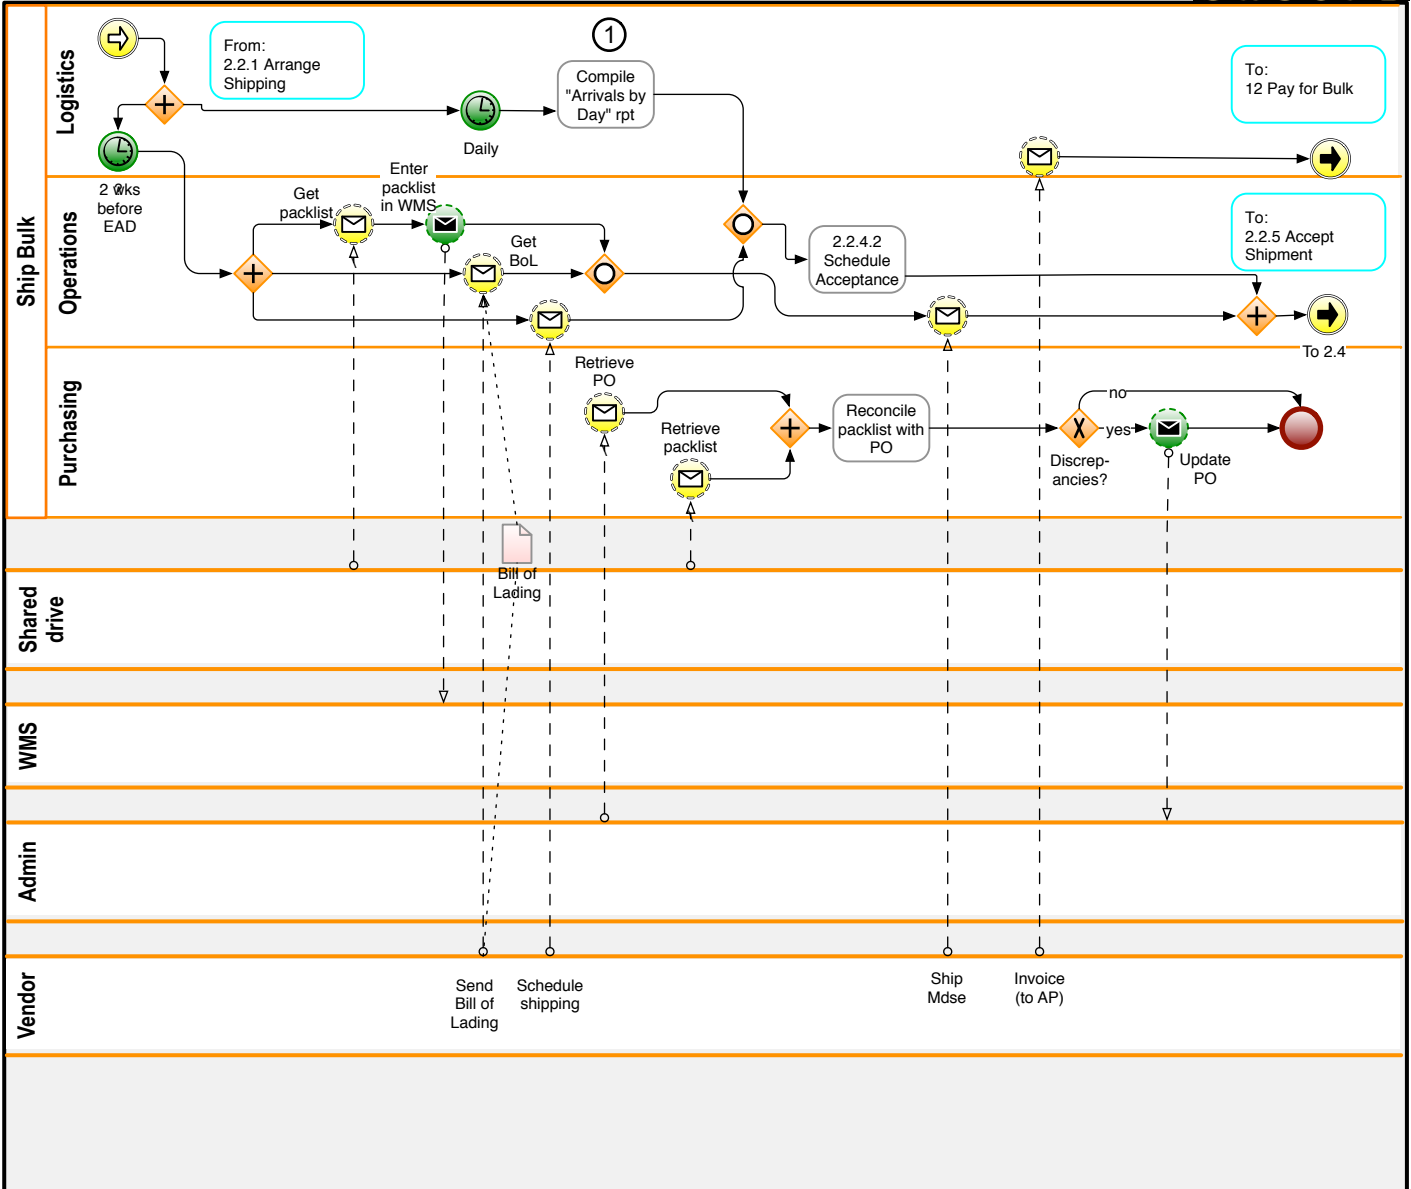 1
From:
2.2.1 Arrange
Shipping
Compile
"Arrivals by
Day" rpt
To:
12 Pay for Bulk
Logistics
Daily
2 wks
before
EAD
Ship Bulk
Operations
Get
packlist
Enter
packlist
in WMS
Get
BoL
2.2.4.2
Schedule
Acceptance
To:
2.2.5 Accept
Shipment
To 2.4
Purchasing
Retrieve
PO
Retrieve
packlist
Reconcile
packlist with
PO
no
yes
Discrep-
ancies?
Update
PO
Bill of
Lading
Shared
drive
WMS
Admin
Vendor
Send
Bill of
Lading
Schedule
shipping
Ship
Mdse
Invoice
(to AP)